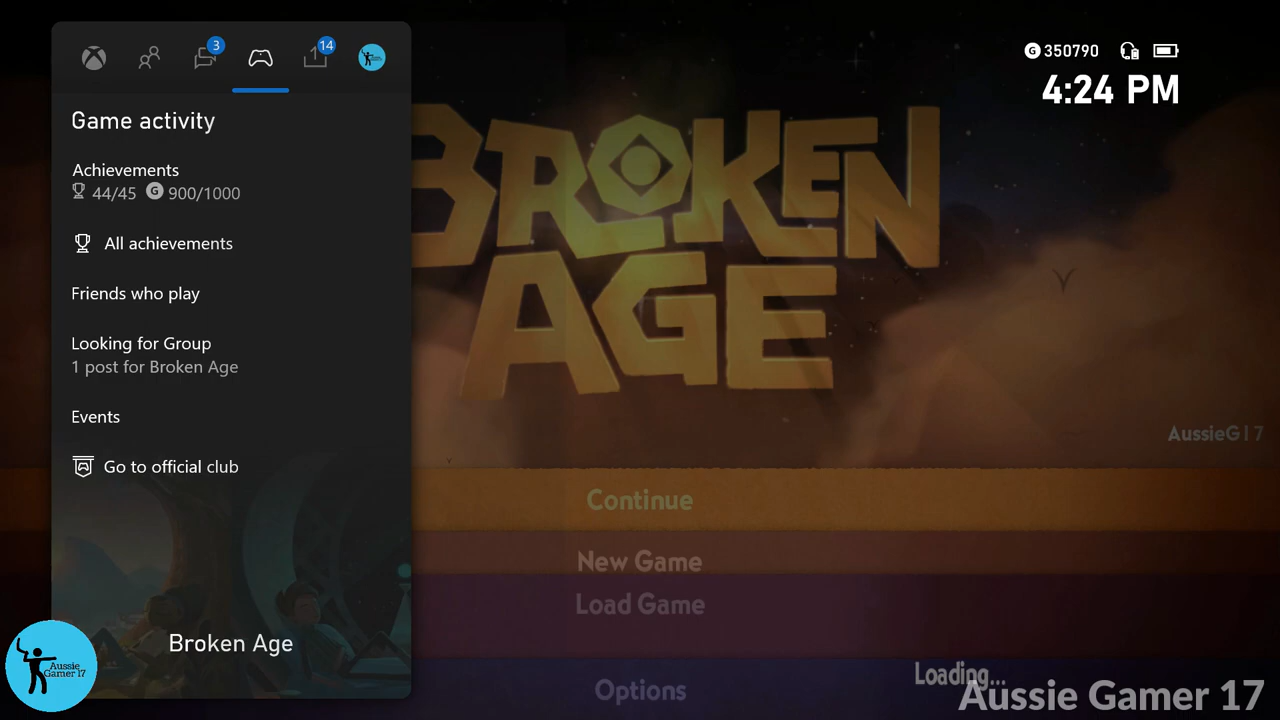 3
14
Game activity
Achievements
44/45 G 900/1000
All achievements
Friends who play
Looking for Group
1 post for Broken Age
Events
Go to official club
Broken Age
Aussie
Gamer 17
G 350790
4:24 PM
BROKEN
AGE
AussieG17
Continue
New Game
Load Game
Options
Loading...
Aussie Gamer 17